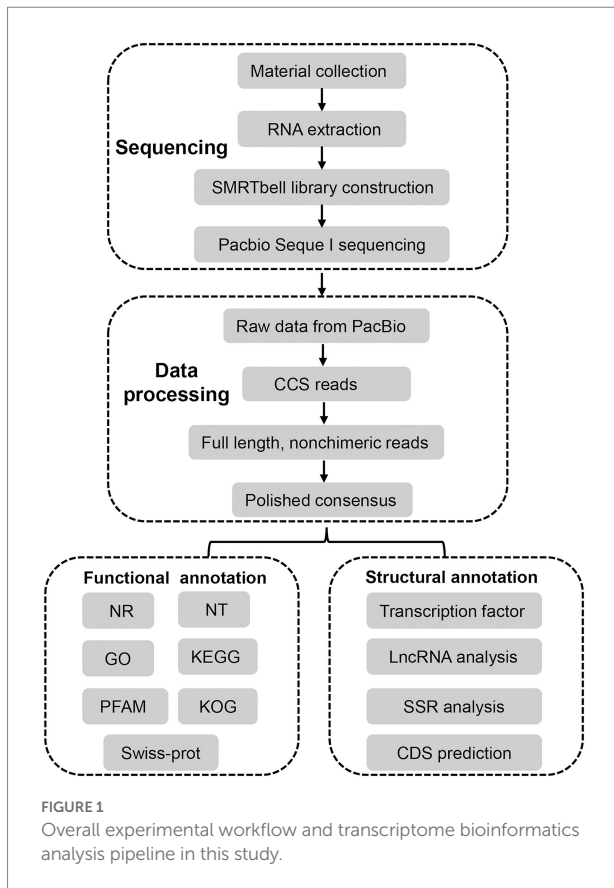 Material collection
RNA extraction
Sequencing
SMRTbell library construction
Pacbio Seque I sequencing
Raw data from PacBio
Data
processing
CCS reads
Full length, nonchimeric reads
Polished consensus
Functional annotation
NR
NT
GO
KEGG
PFAM
KOG
Swiss-prot
Structural annotation
Transcription factor
LncRNA analysis
SSR analysis
CDS prediction
FIGURE 1
Overall experimental workflow and transcriptome bioinformatics
analysis pipeline in this study.